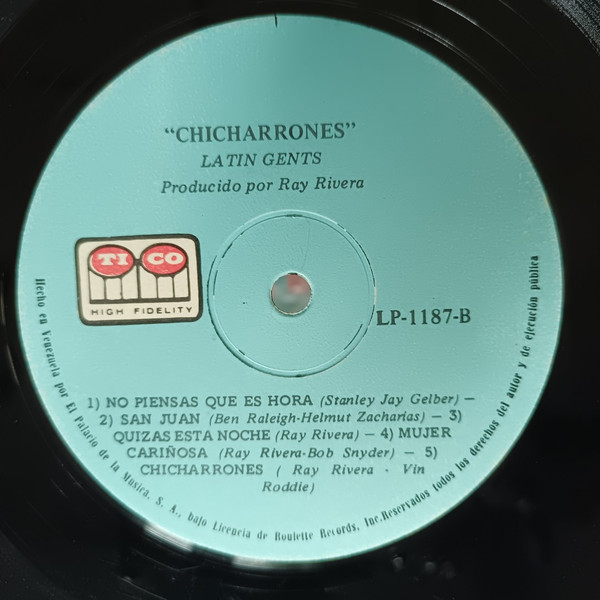 "CHICHARRONES"
LATIN GENTS
Producido por Ray Rivera
TICO
HIGH FIDELITY
LP-1187-B
1) NO PIENSAS QUE ES HORA (Stanley Jay Gelber) —
2) SAN JUAN (Ben Raleigh-Helmut Zacharias) — 3)
QUIZAS ESTA NOCHE (Ray Rivera) — 4) MUJER
CARIÑOSA (Ray Rivera-Bob Snyder) — 5)
CHICHARRONES ( Ray Rivera - Vin
Roddie)
Hecho en Venezuela por El Palacio de la Musica, S. A., bajo Licencia de Roulette Records, Inc.Reservados todos los derechos del autor y de ejecución pública